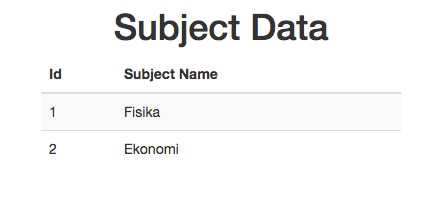 Subject Data
Id Subject Name
1 Fisika
2 Ekonomi